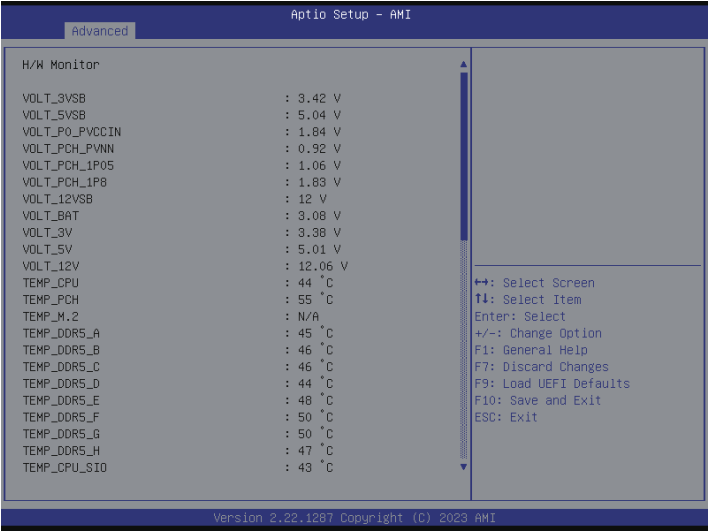 Aptio Setup – AMI
Advanced
H/W Monitor
VOLT_3VSB : 3.42 V
VOLT_5VSB : 5.04 V
VOLT_P0_PVCCIN : 1.84 V
VOLT_PCH_PVNN : 0.92 V
VOLT_PCH_1P05 : 1.06 V
VOLT_PCH_1P8 : 1.83 V
VOLT_12VSB : 12 V
VOLT_BAT : 3.08 V
VOLT_3V : 3.38 V
VOLT_5V : 5.01 V
VOLT_12V : 12.06 V
TEMP_CPU : 44 °C
TEMP_PCH : 55 °C
TEMP_M.2 : N/A
TEMP_DDR5_A : 45 °C
TEMP_DDR5_B : 46 °C
TEMP_DDR5_C : 46 °C
TEMP_DDR5_D : 44 °C
TEMP_DDR5_E : 48 °C
TEMP_DDR5_F : 50 °C
TEMP_DDR5_G : 50 °C
TEMP_DDR5_H : 47 °C
TEMP_CPU_SIO : 43 °C
↔: Select Screen
↑↓: Select Item
Enter: Select
+/-: Change Option
F1: General Help
F7: Discard Changes
F9: Load UEFI Defaults
F10: Save and Exit
ESC: Exit
Version 2.22.1287 Copyright (C) 2023 AMI